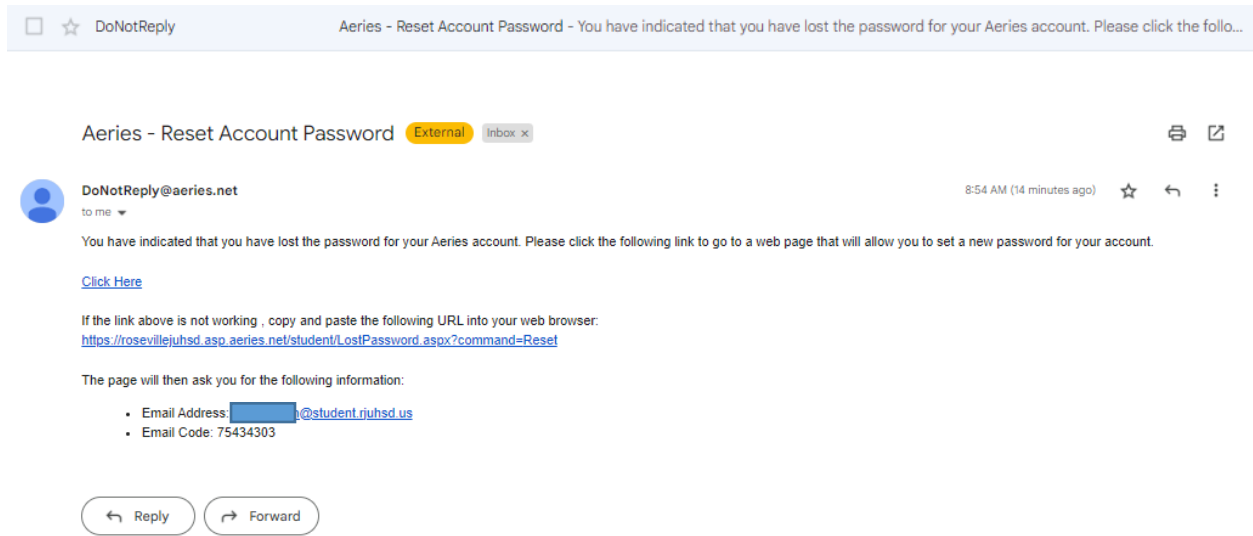 DoNotReply Aeries - Reset Account Password - You have indicated that you have lost the password for your Aeries account. Please click the follo...
Aeries - Reset Account Password External Inbox x
DoNotReply@aeries.net 8:54 AM (14 minutes ago)
to me
You have indicated that you have lost the password for your Aeries account. Please click the following link to go to a web page that will allow you to set a new password for your account.
Click Here
If the link above is not working , copy and paste the following URL into your web browser:
https://rosevillejuhsd.asp.aeries.net/student/LostPassword.aspx?command=Reset
The page will then ask you for the following information:
• Email Address: @student.rjuhsd.us
• Email Code: 75434303
Reply Forward